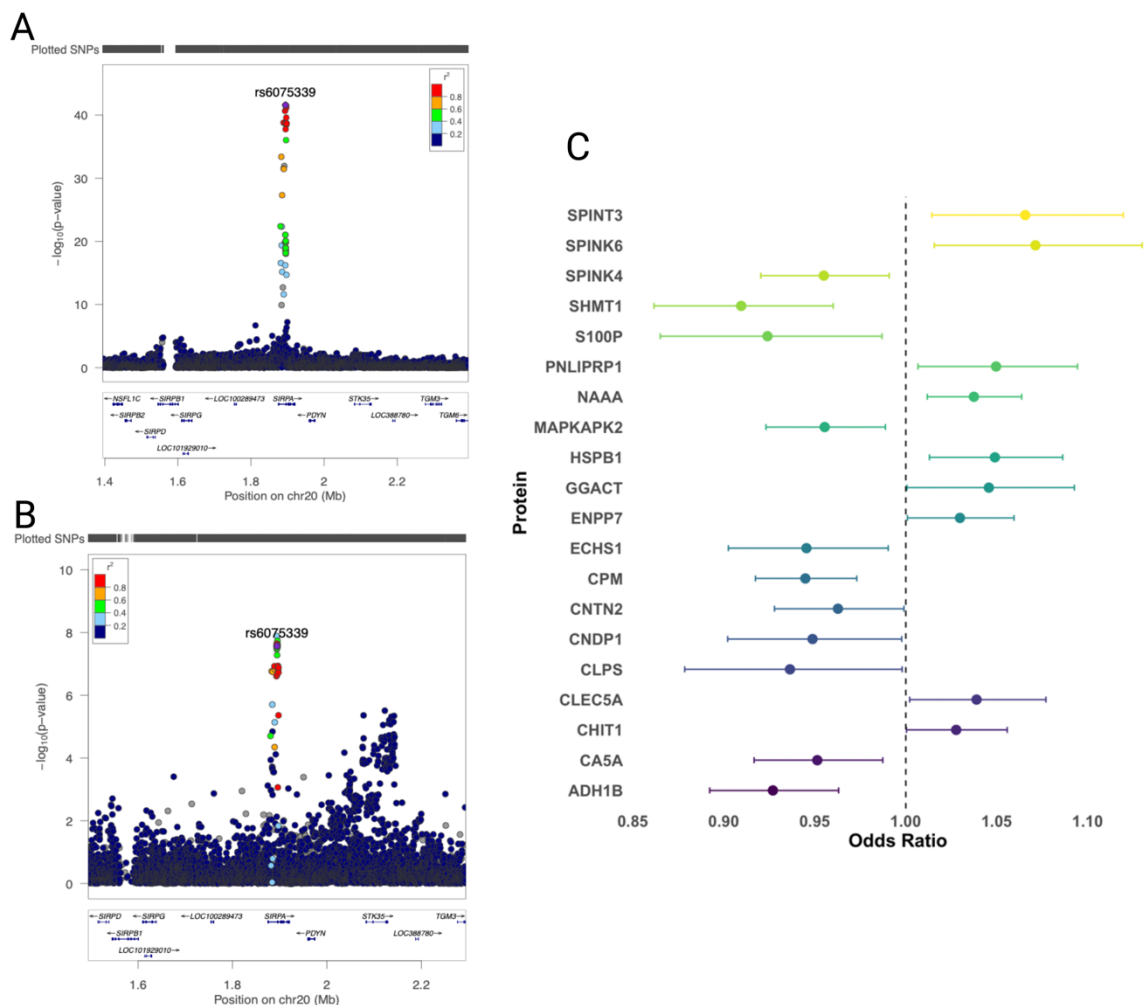 A
Plotted SNPs
rs6075339
r²
0.8
0.6
0.4
0.2
−log₁₀(p-value)
40
30
20
10
0
←NSFL1C ←SIRPB1 LOC100289473→ SIRPA→ STK35→ TGM3→
←SIRPB2 ←SIRPG ←PDYN LOC388780→ TGM6→
←SIRPD
LOC101929010→
1.4 1.6 1.8 2 2.2
Position on chr20 (Mb)
B
Plotted SNPs
rs6075339
r²
0.8
0.6
0.4
0.2
−log₁₀(p-value)
10
8
6
4
2
0
←SIRPD ←SIRPG ←LOC100289473 SIRPA→ STK35→ TGM3→
←SIRPB1 ←PDYN LOC388780→
LOC101929010→
1.6 1.8 2 2.2
Position on chr20 (Mb)
C
Protein
SPINT3
SPINK6
SPINK4
SHMT1
S100P
PNLIPRP1
NAAA
MAPKAPK2
HSPB1
GGACT
ENPP7
ECHS1
CPM
CNTN2
CNDP1
CLPS
CLEC5A
CHIT1
CA5A
ADH1B
0.85 0.90 0.95 1.00 1.05 1.10
Odds Ratio